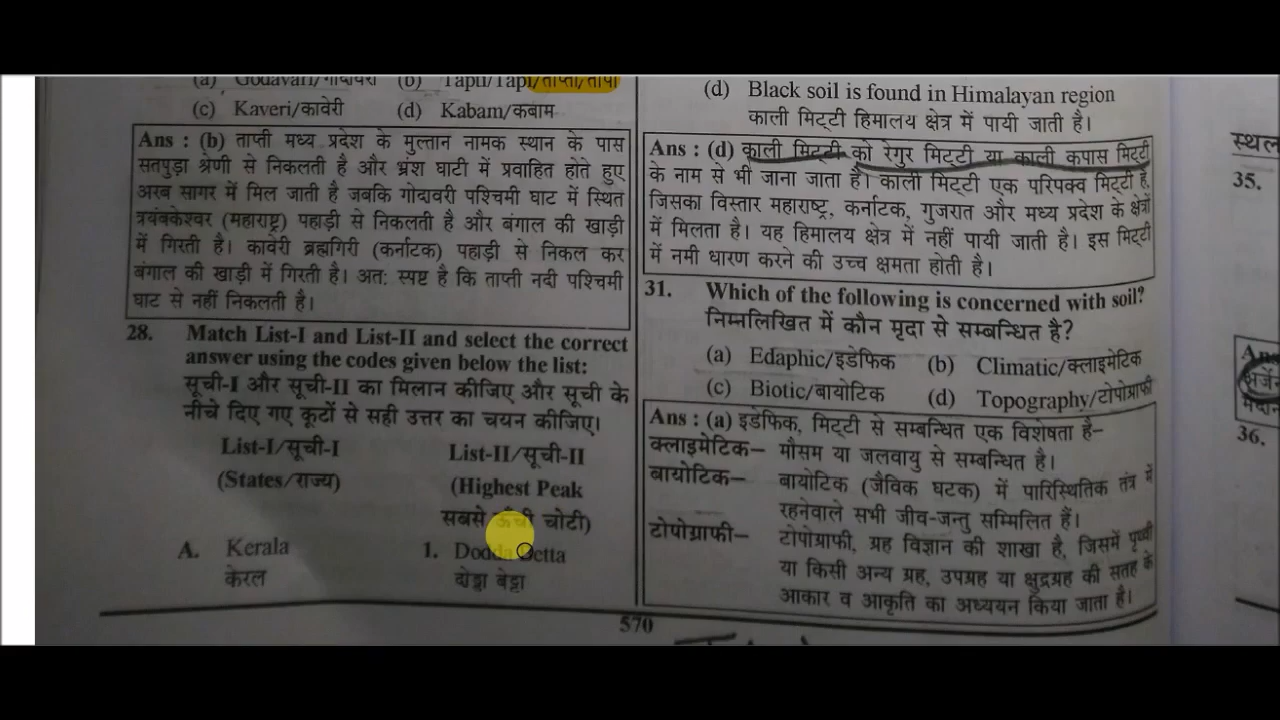 (a) Godavari/गोदावरी (b) Tapti/Tapi/ताप्ती/तापी
(c) Kaveri/कावेरी (d) Kabam/कबाम
Ans : (b) ताप्ती मध्य प्रदेश के मुल्तान नामक स्थान के पास
सतपुड़ा श्रेणी से निकलती है और भ्रंश घाटी में प्रवाहित होते हुए
अरब सागर में मिल जाती है जबकि गोदावरी पश्चिमी घाट में स्थित
त्रयंबकेश्वर (महाराष्ट्र) पहाड़ी से निकलती है और बंगाल की खाड़ी
में गिरती है। कावेरी ब्रह्मगिरी (कर्नाटक) पहाड़ी से निकल कर
बंगाल की खाड़ी में गिरती है। अत: स्पष्ट है कि ताप्ती नदी पश्चिमी
घाट से नहीं निकलती है।
28. Match List-I and List-II and select the correct
answer using the codes given below the list:
सूची-I और सूची-II का मिलान कीजिए और सूची के
नीचे दिए गए कूटों से सही उत्तर का चयन कीजिए।
List-I/सूची-I List-II/सूची-II
(States/राज्य) (Highest Peak
सबसे ऊँची चोटी)
A. Kerala 1. Dodda Betta
केरल दोड्डा बेट्टा
(d) Black soil is found in Himalayan region
काली मिट्टी हिमालय क्षेत्र में पायी जाती है।
Ans : (d) काली मिट्टी को रेगुर मिट्टी या काली कपास मिट्टी
के नाम से भी जाना जाता है। काली मिट्टी एक परिपक्व मिट्टी है,
जिसका विस्तार महाराष्ट्र, कर्नाटक, गुजरात और मध्य प्रदेश के क्षेत्रों
में मिलता है। यह हिमालय क्षेत्र में नहीं पायी जाती है। इस मिट्टी
में नमी धारण करने की उच्च क्षमता होती है।
31. Which of the following is concerned with soil?
निम्नलिखित में कौन मृदा से सम्बन्धित है?
(a) Edaphic/इडेफिक (b) Climatic/क्लाइमेटिक
(c) Biotic/बायोटिक (d) Topography/टोपोग्राफी
Ans : (a) इडेफिक, मिट्टी से सम्बन्धित एक विशेषता है–
क्लाइमेटिक– मौसम या जलवायु से सम्बन्धित है।
बायोटिक– बायोटिक (जैविक घटक) में पारिस्थितिक तंत्र में
रहनेवाले सभी जीव-जन्तु सम्मिलित हैं।
टोपोग्राफी– टोपोग्राफी, ग्रह विज्ञान की शाखा है, जिसमें पृथ्वी
या किसी अन्य ग्रह, उपग्रह या क्षुद्रग्रह की सतह के
आकार व आकृति का अध्ययन किया जाता है।
570
स्थल
35.
36.